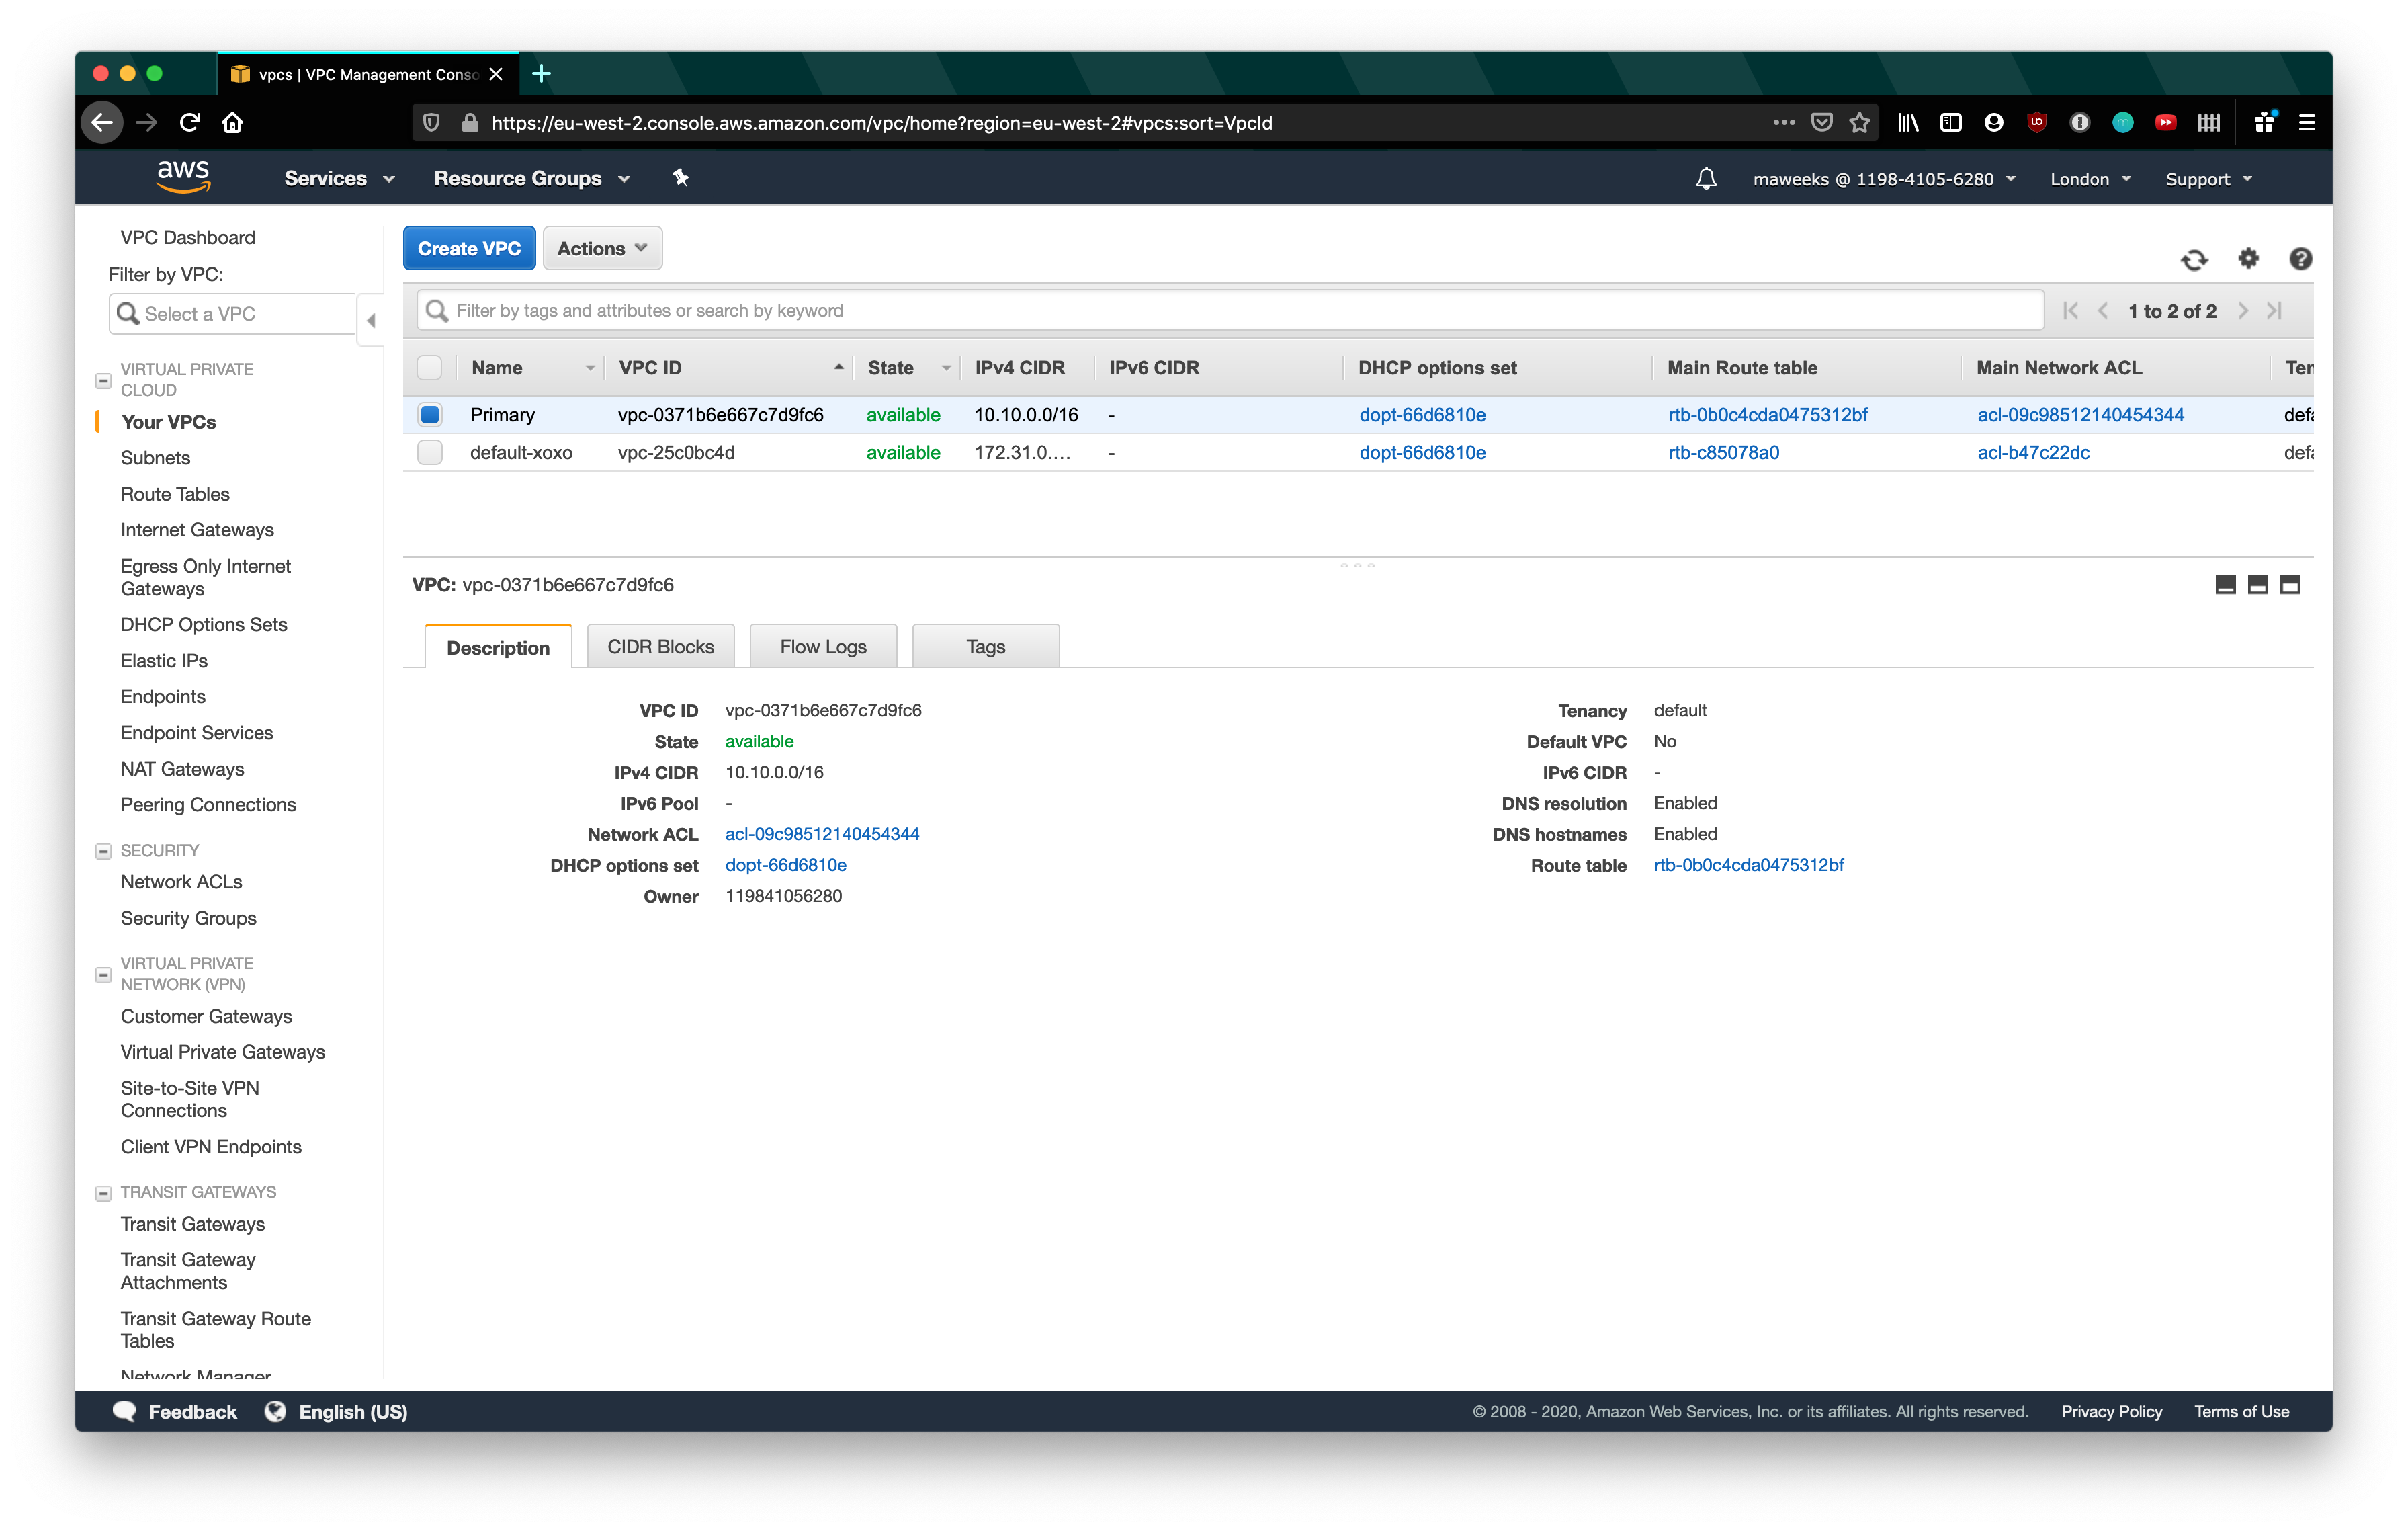 vpcs | VPC Management Conso
https://eu-west-2.console.aws.amazon.com/vpc/home?region=eu-west-2#vpcs:sort=VpcId
aws Services Resource Groups maweeks @ 1198-4105-6280 London Support
VPC Dashboard
Filter by VPC:
Select a VPC
VIRTUAL PRIVATE
CLOUD
Your VPCs
Subnets
Route Tables
Internet Gateways
Egress Only Internet
Gateways
DHCP Options Sets
Elastic IPs
Endpoints
Endpoint Services
NAT Gateways
Peering Connections
SECURITY
Network ACLs
Security Groups
VIRTUAL PRIVATE
NETWORK (VPN)
Customer Gateways
Virtual Private Gateways
Site-to-Site VPN
Connections
Client VPN Endpoints
TRANSIT GATEWAYS
Transit Gateways
Transit Gateway
Attachments
Transit Gateway Route
Tables
Network Manager
Create VPC Actions
Filter by tags and attributes or search by keyword 1 to 2 of 2
Name VPC ID State IPv4 CIDR IPv6 CIDR DHCP options set Main Route table Main Network ACL Ten
Primary vpc-0371b6e667c7d9fc6 available 10.10.0.0/16 - dopt-66d6810e rtb-0b0c4cda0475312bf acl-09c98512140454344 defa
default-xoxo vpc-25c0bc4d available 172.31.0.… - dopt-66d6810e rtb-c85078a0 acl-b47c22dc defa
VPC: vpc-0371b6e667c7d9fc6
Description CIDR Blocks Flow Logs Tags
VPC ID vpc-0371b6e667c7d9fc6
State available
IPv4 CIDR 10.10.0.0/16
IPv6 Pool -
Network ACL acl-09c98512140454344
DHCP options set dopt-66d6810e
Owner 119841056280
Tenancy default
Default VPC No
IPv6 CIDR -
DNS resolution Enabled
DNS hostnames Enabled
Route table rtb-0b0c4cda0475312bf
Feedback English (US) © 2008 - 2020, Amazon Web Services, Inc. or its affiliates. All rights reserved. Privacy Policy Terms of Use